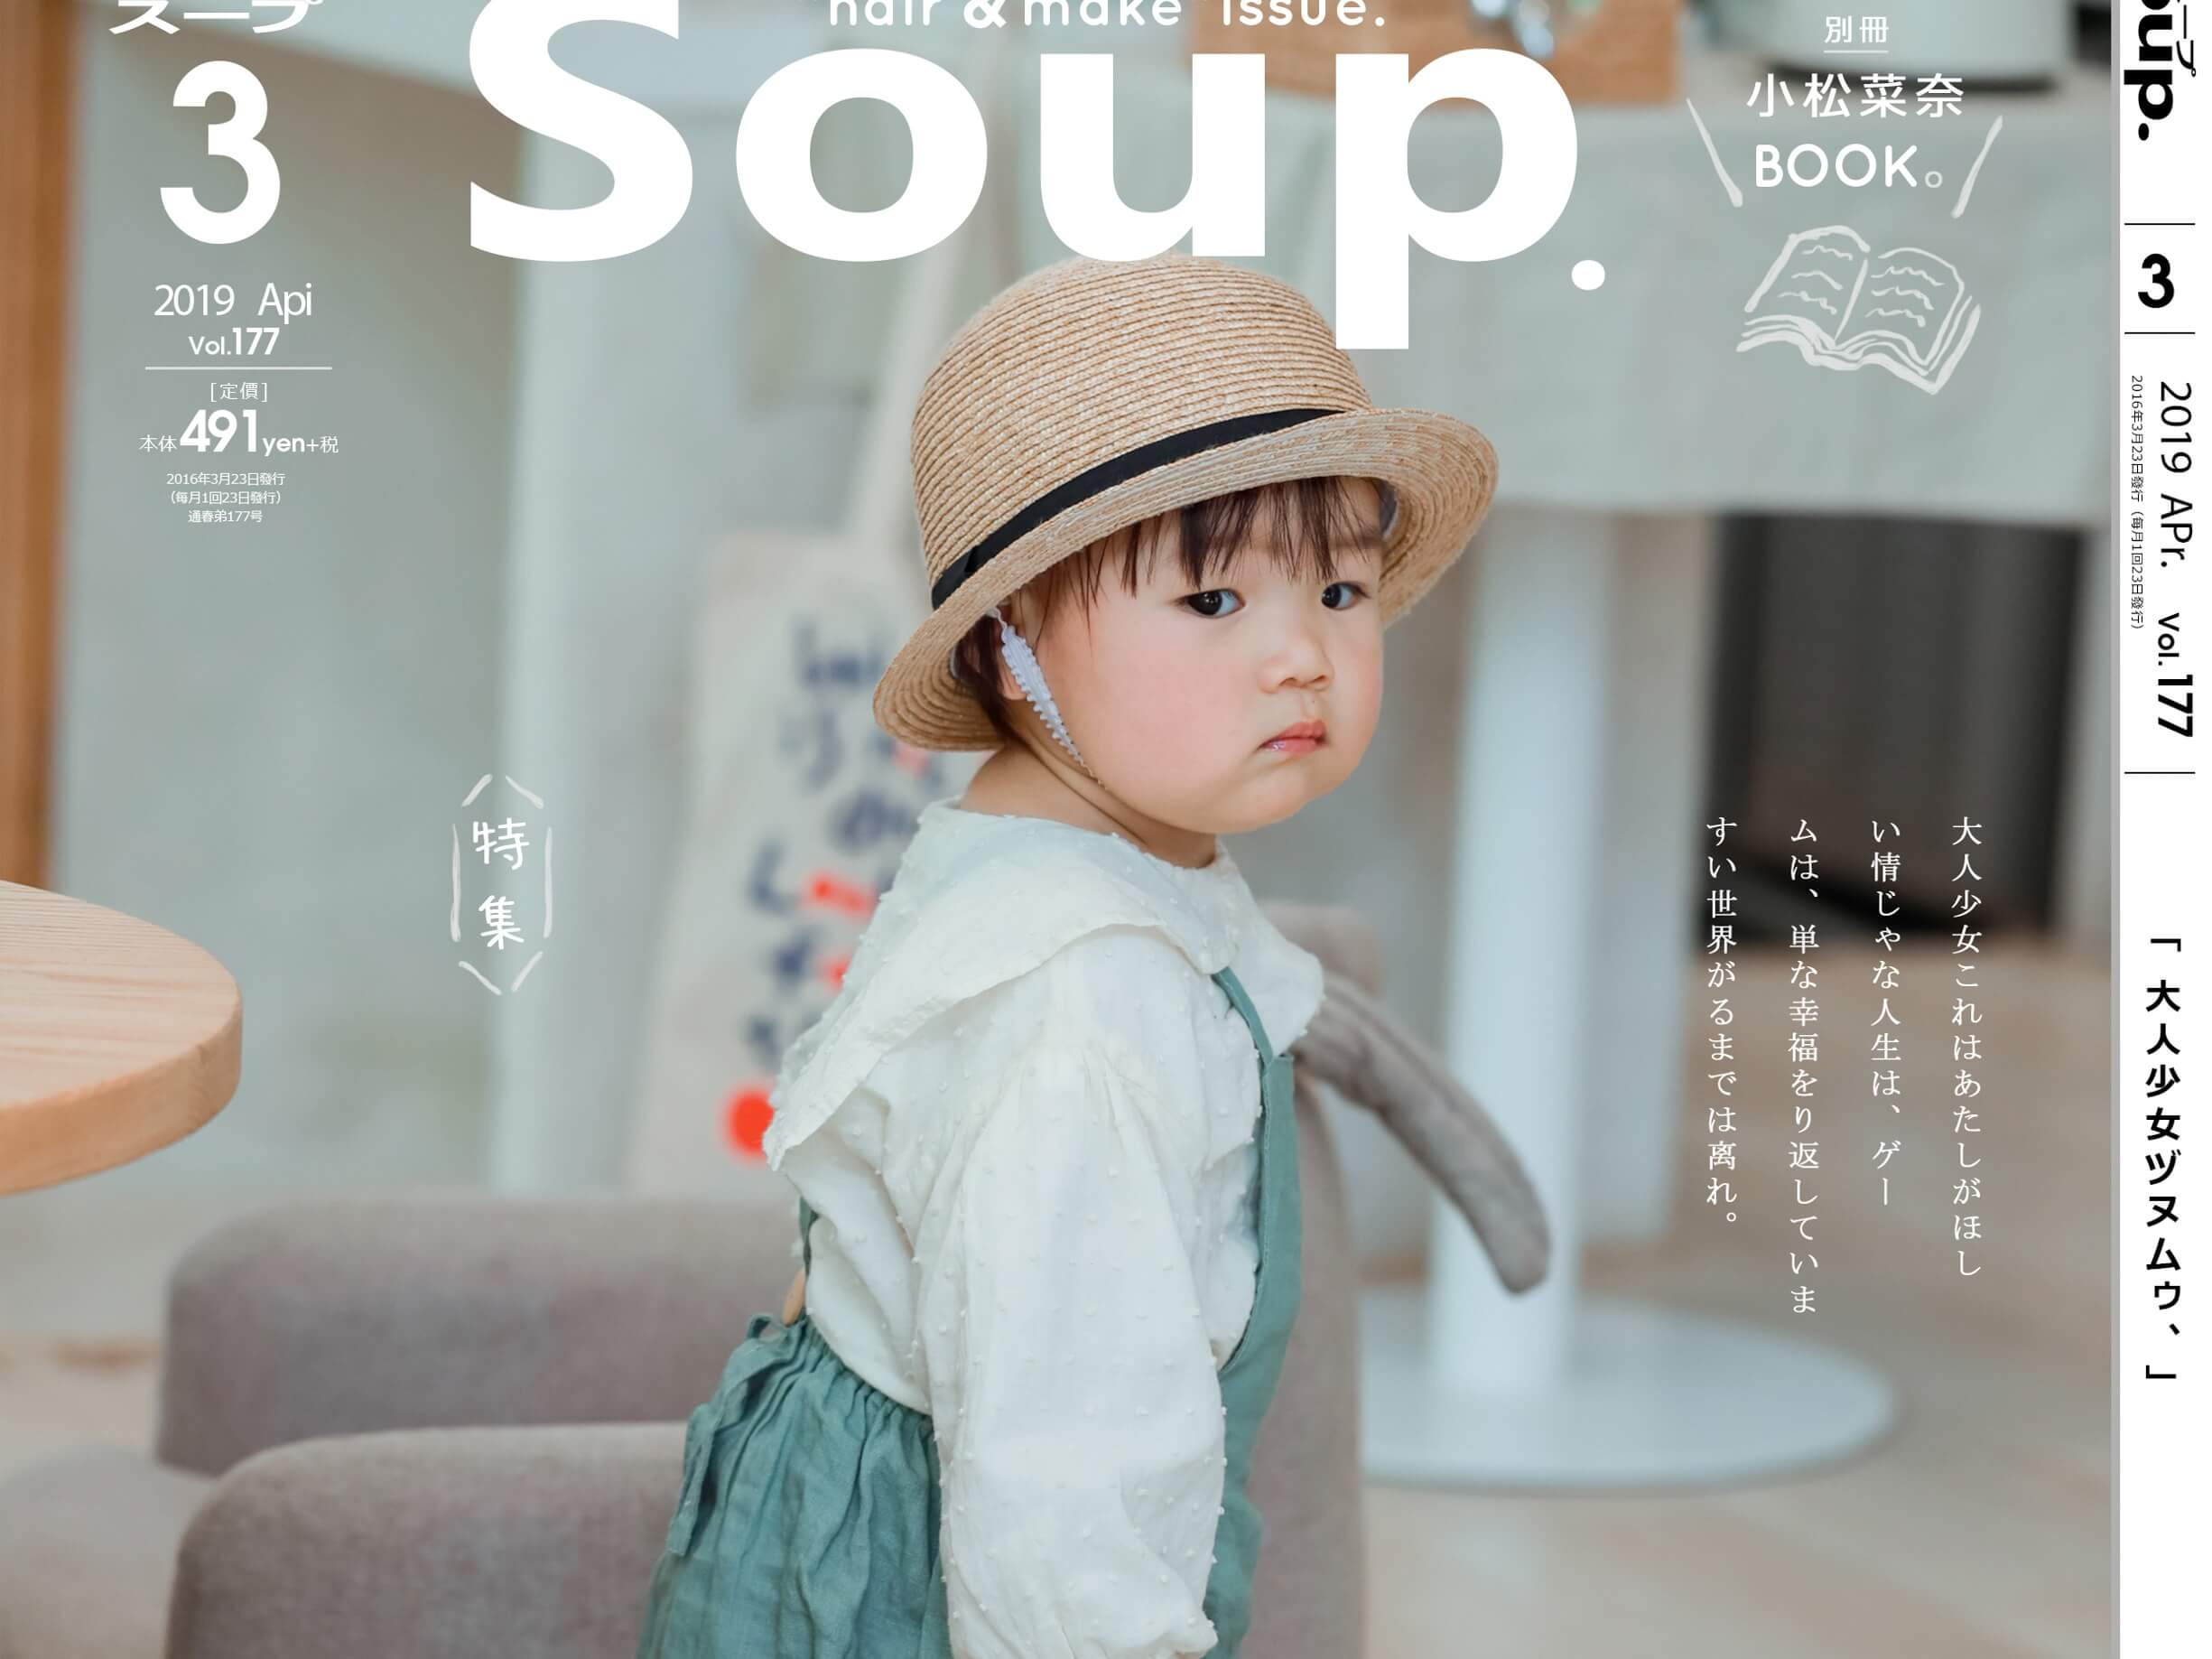 スープ
hair & make issue.
Soup.
3
2019 Api
Vol.177
[定價]
本体491yen+税
2016年3月23日發行
(每月1回23日發行)
通春弟177号
別冊
小松菜奈
BOOK。
特集
大人少女これはあたしがほし
い情じゃな人生は、ゲー
ムは、単な幸福をり返していま
すい世界がるまでは离れ。
3
2019 APr. vol.177
2016年3月23日發行(每月1回23日發行)
「大人少女ヅヌムゥ、」